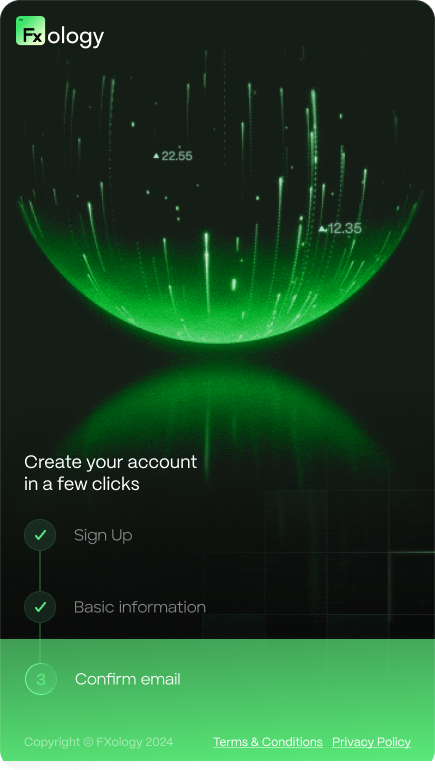 Fxology
▲22.55
▲12.35
Create your account
in a few clicks
Sign Up
Basic information
3 Confirm email
Copyright © FXology 2024 Terms & Conditions Privacy Policy